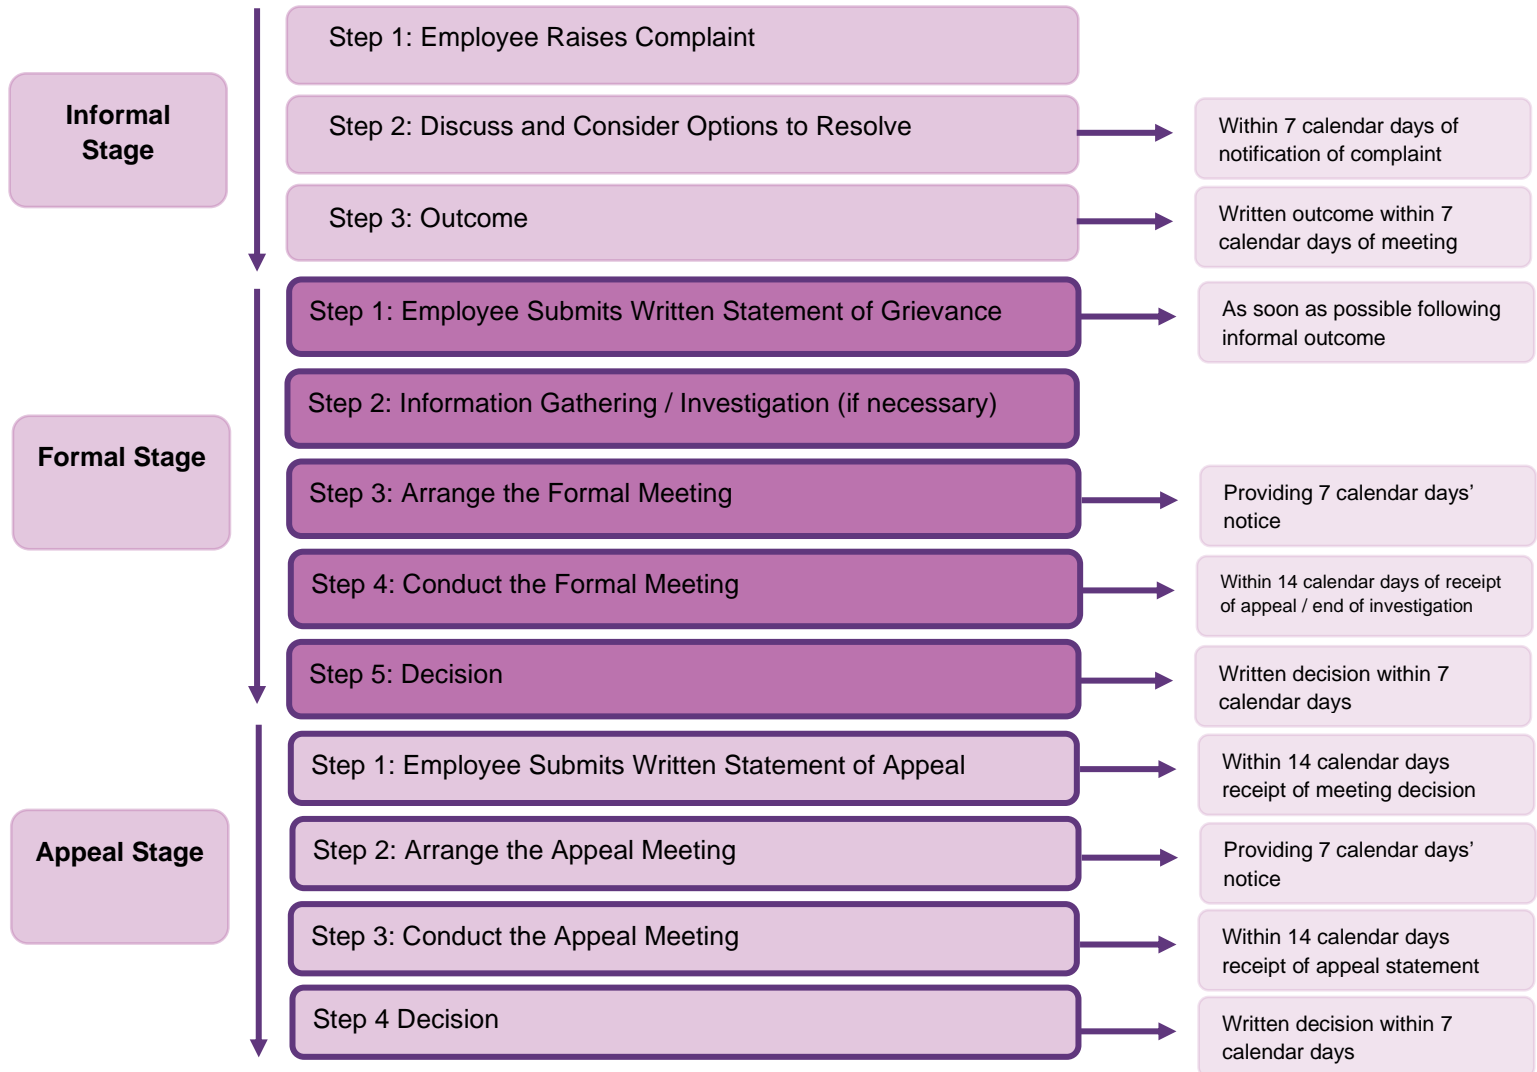 Step 1: Employee Raises Complaint
Informal
Stage
Step 2: Discuss and Consider Options to Resolve
Within 7 calendar days of
notification of complaint
Step 3: Outcome
Written outcome within 7
calendar days of meeting
Step 1: Employee Submits Written Statement of Grievance
As soon as possible following
informal outcome
Step 2: Information Gathering / Investigation (if necessary)
Formal Stage
Step 3: Arrange the Formal Meeting
Providing 7 calendar days’
notice
Step 4: Conduct the Formal Meeting
Within 14 calendar days of receipt
of appeal / end of investigation
Step 5: Decision
Written decision within 7
calendar days
Step 1: Employee Submits Written Statement of Appeal
Within 14 calendar days
receipt of meeting decision
Appeal Stage
Step 2: Arrange the Appeal Meeting
Providing 7 calendar days’
notice
Step 3: Conduct the Appeal Meeting
Within 14 calendar days
receipt of appeal statement
Step 4 Decision
Written decision within 7
calendar days